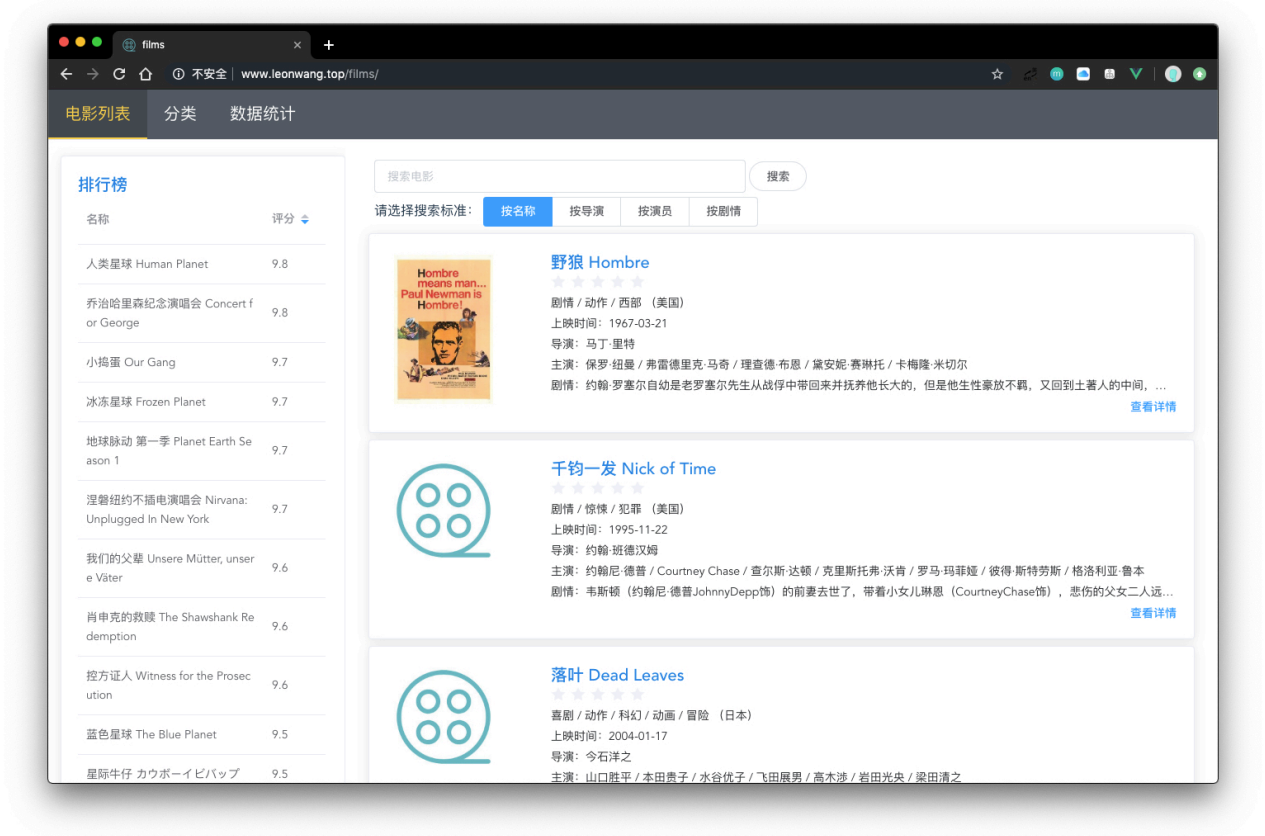 films
不安全 www.leonwang.top/films/
电影列表 分类 数据统计
排行榜
名称 评分
人类星球 Human Planet 9.8
乔治哈里森纪念演唱会 Concert f
or George 9.8
小捣蛋 Our Gang 9.7
冰冻星球 Frozen Planet 9.7
地球脉动 第一季 Planet Earth Se
ason 1 9.7
涅磐纽约不插电演唱会 Nirvana:
Unplugged In New York 9.7
我们的父辈 Unsere Mütter, unser
e Väter 9.6
肖申克的救赎 The Shawshank Re
demption 9.6
控方证人 Witness for the Prosec
ution 9.6
蓝色星球 The Blue Planet 9.5
星际牛仔 カウボーイビバップ 9.5
搜索电影 搜索
请选择搜索标准： 按名称 按导演 按演员 按剧情
Hombre
means man...
Paul Newman is
Hombre!
野狼 Hombre
剧情 / 动作 / 西部 （美国）
上映时间：1967-03-21
导演：马丁·里特
主演：保罗·纽曼 / 弗雷德里克·马奇 / 理查德·布恩 / 黛安妮·赛琳托 / 卡梅隆·米切尔
剧情：约翰·罗塞尔自幼是老罗塞尔先生从战俘中带回来并抚养他长大的，但是他生性豪放不羁，又回到土著人的中间，...
查看详情
千钧一发 Nick of Time
剧情 / 惊悚 / 犯罪 （美国）
上映时间：1995-11-22
导演：约翰·班德汉姆
主演：约翰尼·德普 / Courtney Chase / 查尔斯·达顿 / 克里斯托弗·沃肯 / 罗马·玛菲娅 / 彼得·斯特劳斯 / 格洛利亚·鲁本
剧情：韦斯顿（约翰尼·德普JohnnyDepp饰）的前妻去世了，带着小女儿琳恩（CourtneyChase饰），悲伤的父女二人远...
查看详情
落叶 Dead Leaves
喜剧 / 动作 / 科幻 / 动画 / 冒险 （日本）
上映时间：2004-01-17
导演：今石洋之
主演：山口胜平 / 本田贵子 / 水谷优子 / 飞田展男 / 高木涉 / 岩田光央 / 梁田清之